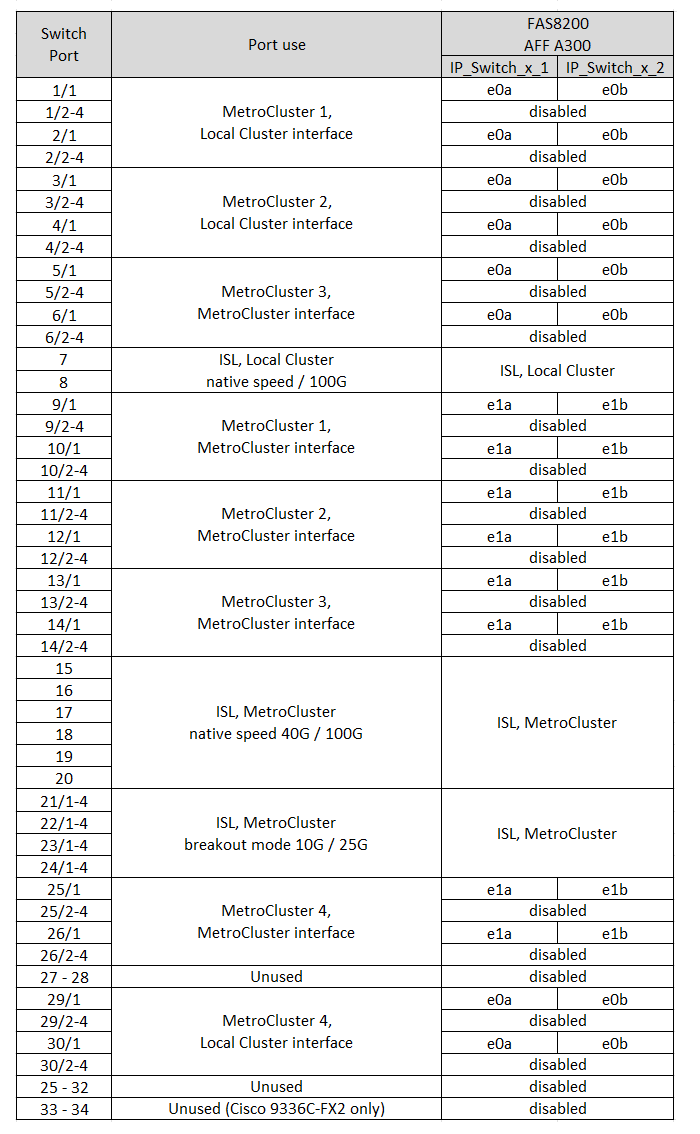 Switch Port | Port use | FAS8200 AFF A300
IP_Switch_x_1 | IP_Switch_x_2
1/1 | MetroCluster 1, Local Cluster interface | e0a | e0b
1/2-4 | disabled
2/1 | e0a | e0b
2/2-4 | disabled
3/1 | MetroCluster 2, Local Cluster interface | e0a | e0b
3/2-4 | disabled
4/1 | e0a | e0b
4/2-4 | disabled
5/1 | MetroCluster 3, MetroCluster interface | e0a | e0b
5/2-4 | disabled
6/1 | e0a | e0b
6/2-4 | disabled
7 | ISL, Local Cluster native speed / 100G | ISL, Local Cluster
8
9/1 | MetroCluster 1, MetroCluster interface | e1a | e1b
9/2-4 | disabled
10/1 | e1a | e1b
10/2-4 | disabled
11/1 | MetroCluster 2, MetroCluster interface | e1a | e1b
11/2-4 | disabled
12/1 | e1a | e1b
12/2-4 | disabled
13/1 | MetroCluster 3, MetroCluster interface | e1a | e1b
13/2-4 | disabled
14/1 | e1a | e1b
14/2-4 | disabled
15 | ISL, MetroCluster native speed 40G / 100G | ISL, MetroCluster
16
17
18
19
20
21/1-4 | ISL, MetroCluster breakout mode 10G / 25G | ISL, MetroCluster
22/1-4
23/1-4
24/1-4
25/1 | MetroCluster 4, MetroCluster interface | e1a | e1b
25/2-4 | disabled
26/1 | e1a | e1b
26/2-4 | disabled
27 - 28 | Unused | disabled
29/1 | MetroCluster 4, Local Cluster interface | e0a | e0b
29/2-4 | disabled
30/1 | e0a | e0b
30/2-4 | disabled
25 - 32 | Unused | disabled
33 - 34 | Unused (Cisco 9336C-FX2 only) | disabled